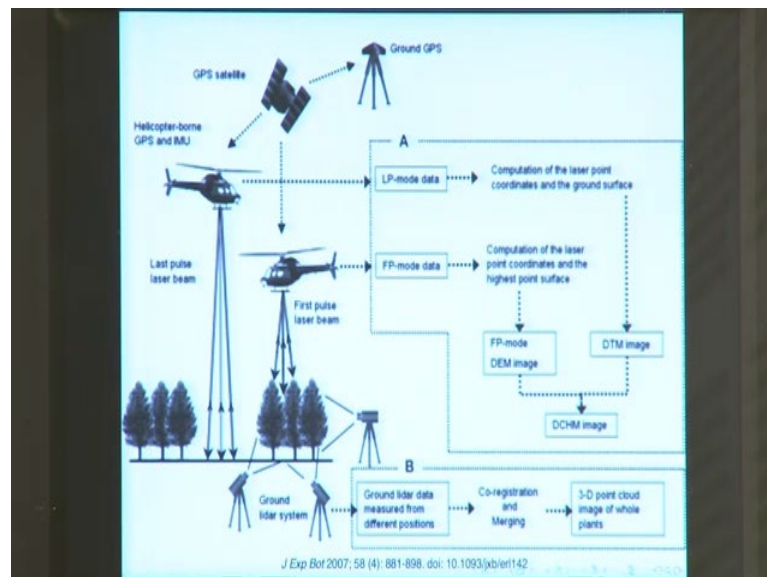 Ground GPS
GPS satellite
Helicopter-borne
GPS and IMU
A
LP-mode data
Computation of the laser point
coordinates and the ground surface
Last pulse
laser beam
FP-mode data
Computation of the laser
point coordinates and the
highest point surface
First pulse
laser beam
FP-mode
DEM image
DTM image
DCHM image
B
Ground
lidar system
Ground lidar data
measured from
different positions
Co-registration
and
Merging
3-D point cloud
image of whole
plants
J Exp Bot 2007; 58 (4): 881-898. doi: 10.1093/jxb/erl142